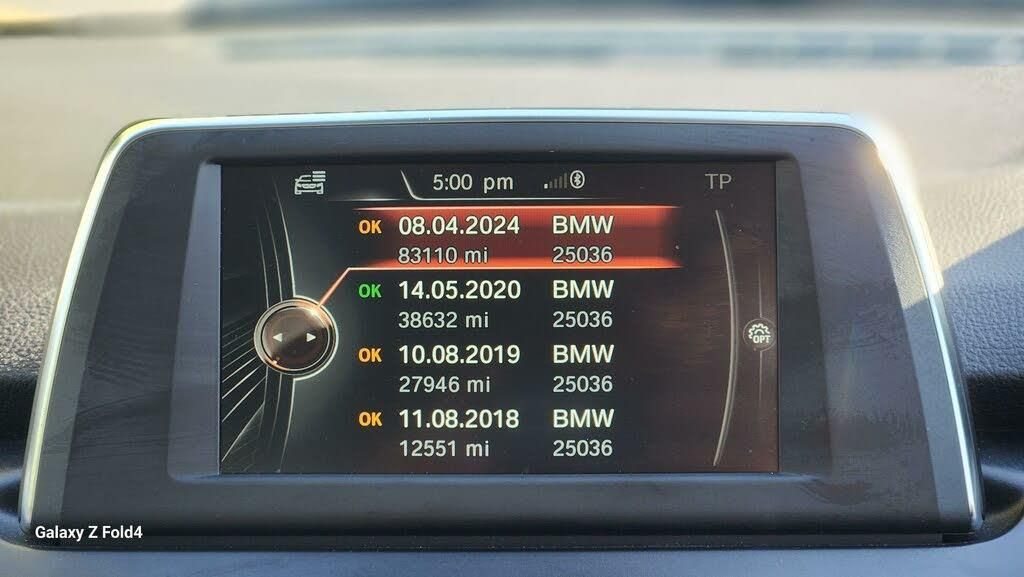 5:00 pm TP
OK 08.04.2024 BMW
83110 mi 25036
OK 14.05.2020 BMW
38632 mi 25036
OK 10.08.2019 BMW
27946 mi 25036
OK 11.08.2018 BMW
12551 mi 25036
OPT
Galaxy Z Fold4